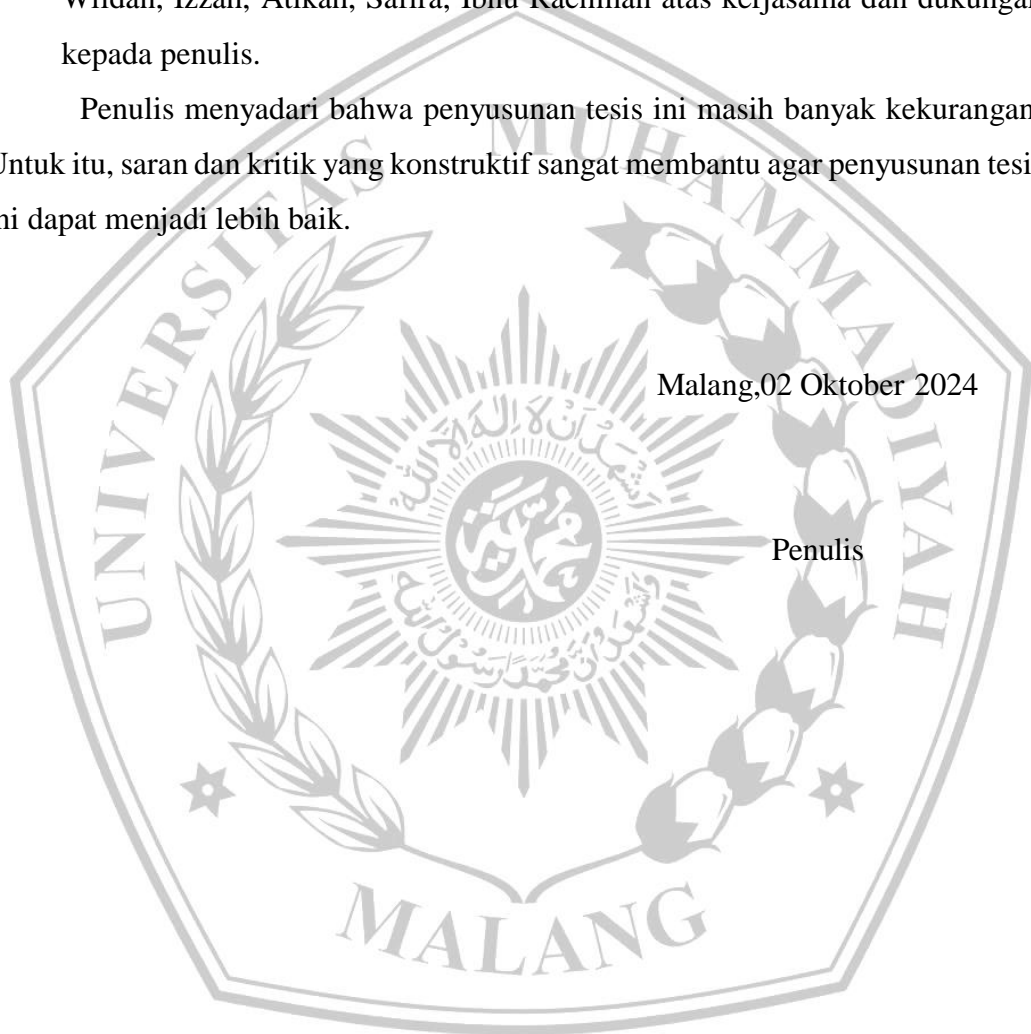 Wildan, Izzah, Atikah, Safira, Ibnu Rachman atas kerjasama dan dukungan
kepada penulis.
Penulis menyadari bahwa penyusunan tesis ini masih banyak kekurangan
Untuk itu, saran dan kritik yang konstruktif sangat membantu agar penyusunan tesi
ni dapat menjadi lebih baik.
Malang,02 Oktober 2024
Penulis
UNIVERSITAS MUHAMMADIYAH
MALANG